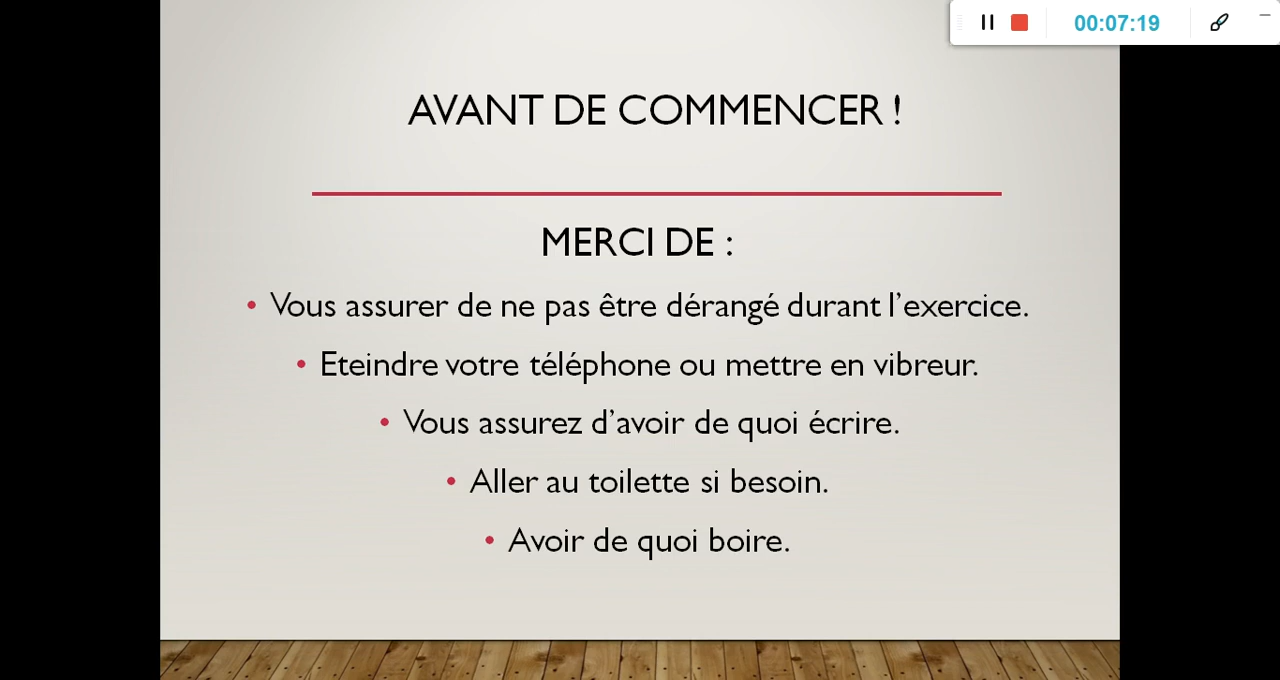 00:07:19
AVANT DE COMMENCER !
MERCI DE :
• Vous assurer de ne pas être dérangé durant l’exercice.
• Eteindre votre téléphone ou mettre en vibreur.
• Vous assurez d’avoir de quoi écrire.
• Aller au toilette si besoin.
• Avoir de quoi boire.